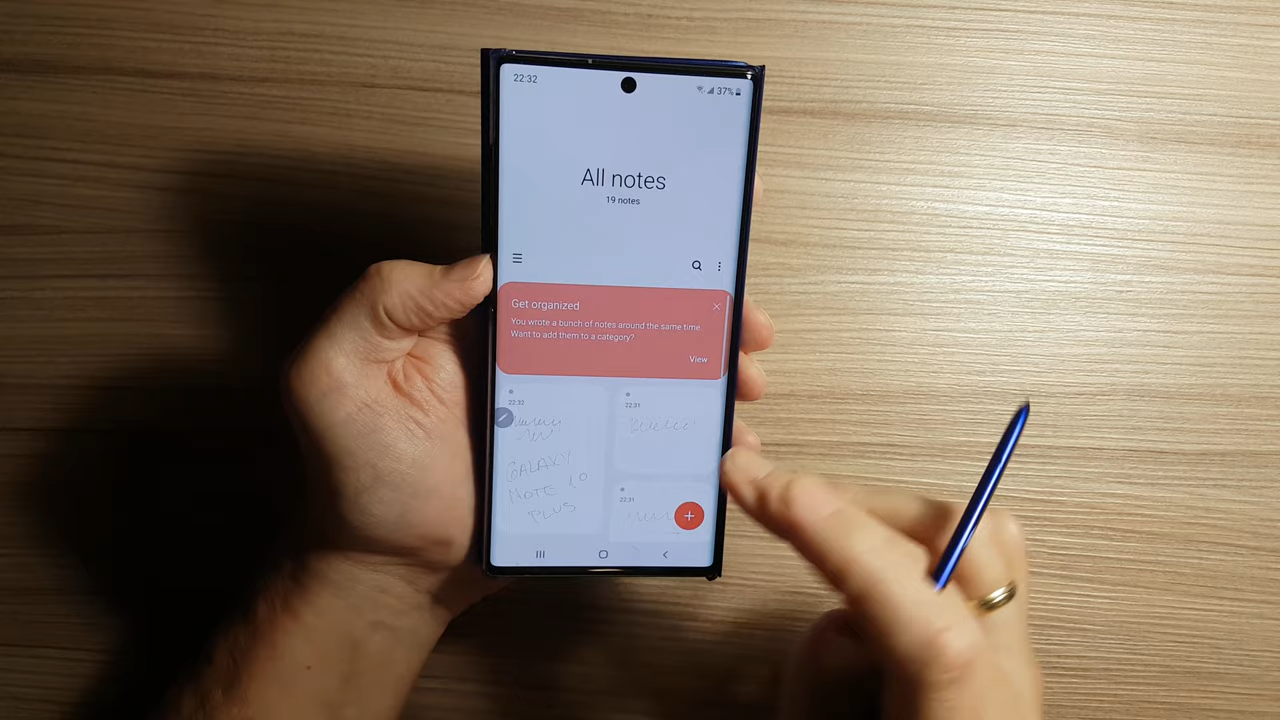 22:32
37%
All notes
19 notes
Get organized
You wrote a bunch of notes around the same time.
Want to add them to a category?
View
22:32
22:31
GALAXY
NOTE 10
PLUS
22:31